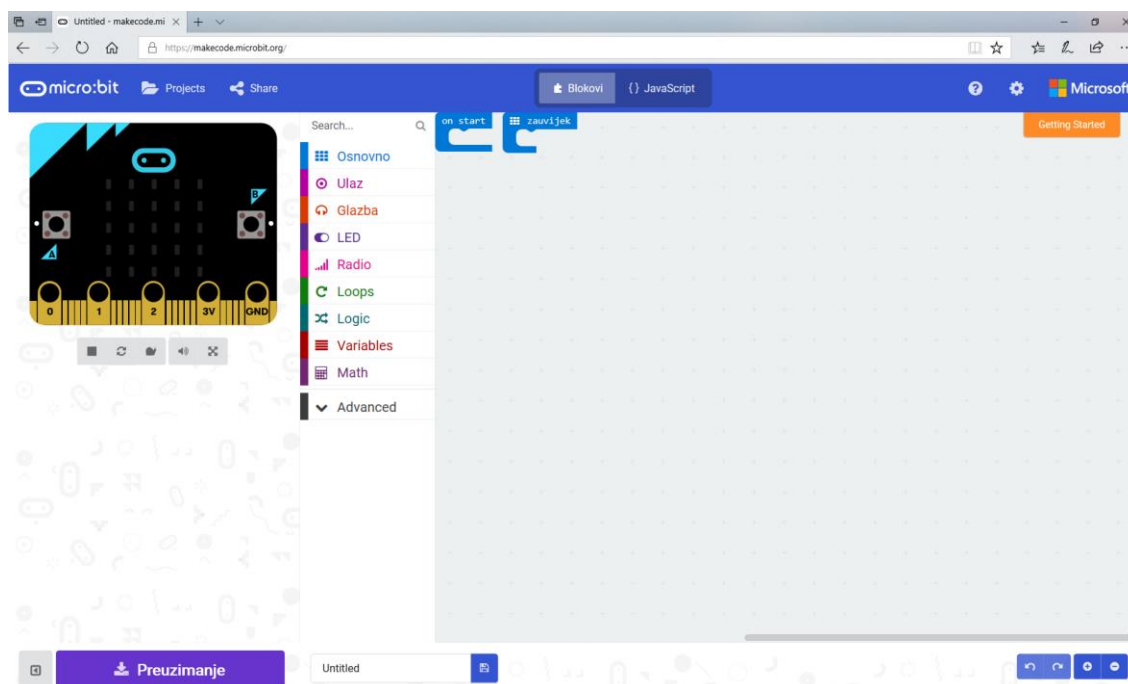 Untitled - makecode.mi
https://makecode.microbit.org/
micro:bit Projects Share Blokovi {} JavaScript Microsoft
Search... on start zauvijek Getting Started
Osnovno
Ulaz
Glazba
LED
Radio
Loops
Logic
Variables
Math
Advanced
B
A
0 1 2 3V GND
Preuzimanje Untitled